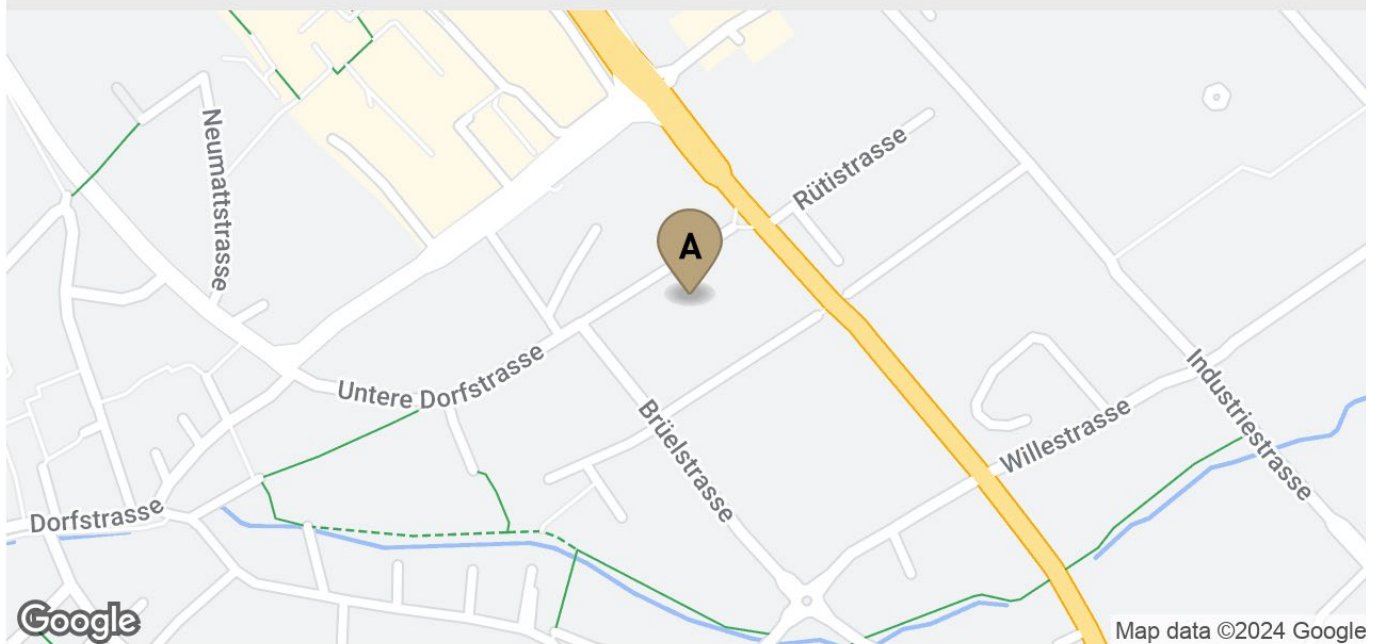 Neumattstrasse
Rütistrasse
A
Untere Dorfstrasse
Brüelstrasse
Industriestrasse
Willestrasse
Dorfstrasse
Google
Map data ©2024 Google